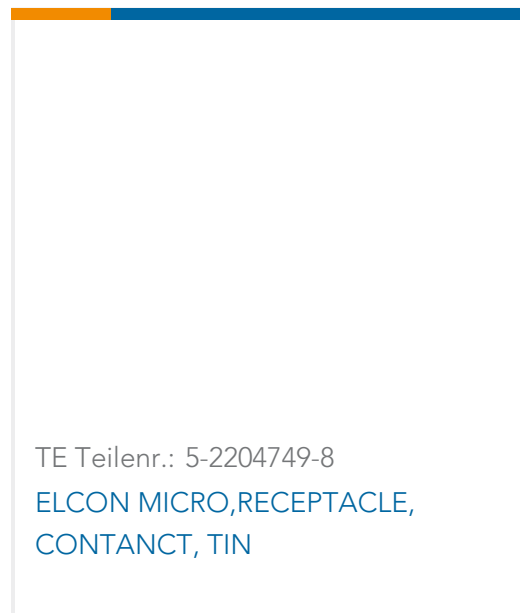 TE Teilenr.: 5-2204749-8
ELCON MICRO,RECEPTACLE,
CONTANCT, TIN